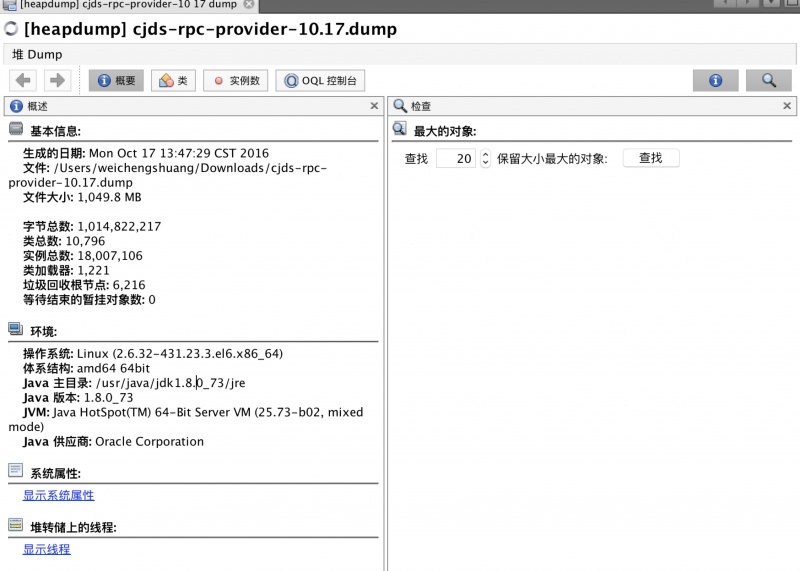 [heapdump] cjds-rpc-provider-10 17 dump
[heapdump] cjds-rpc-provider-10.17.dump
堆 Dump
概要 类 实例数 OQL 控制台
概述
基本信息:
生成的日期: Mon Oct 17 13:47:29 CST 2016
文件: /Users/weichengshuang/Downloads/cjds-rpc-
provider-10.17.dump
文件大小: 1,049.8 MB
字节总数: 1,014,822,217
类总数: 10,796
实例总数: 18,007,106
类加载器: 1,221
垃圾回收根节点: 6,216
等待结束的暂挂对象数: 0
环境:
操作系统: Linux (2.6.32-431.23.3.el6.x86_64)
体系结构: amd64 64bit
Java 主目录: /usr/java/jdk1.8.0_73/jre
Java 版本: 1.8.0_73
JVM: Java HotSpot(TM) 64-Bit Server VM (25.73-b02, mixed
mode)
Java 供应商: Oracle Corporation
系统属性:
显示系统属性
堆转储上的线程:
显示线程
检查
最大的对象:
查找 20 保留大小最大的对象: 查找